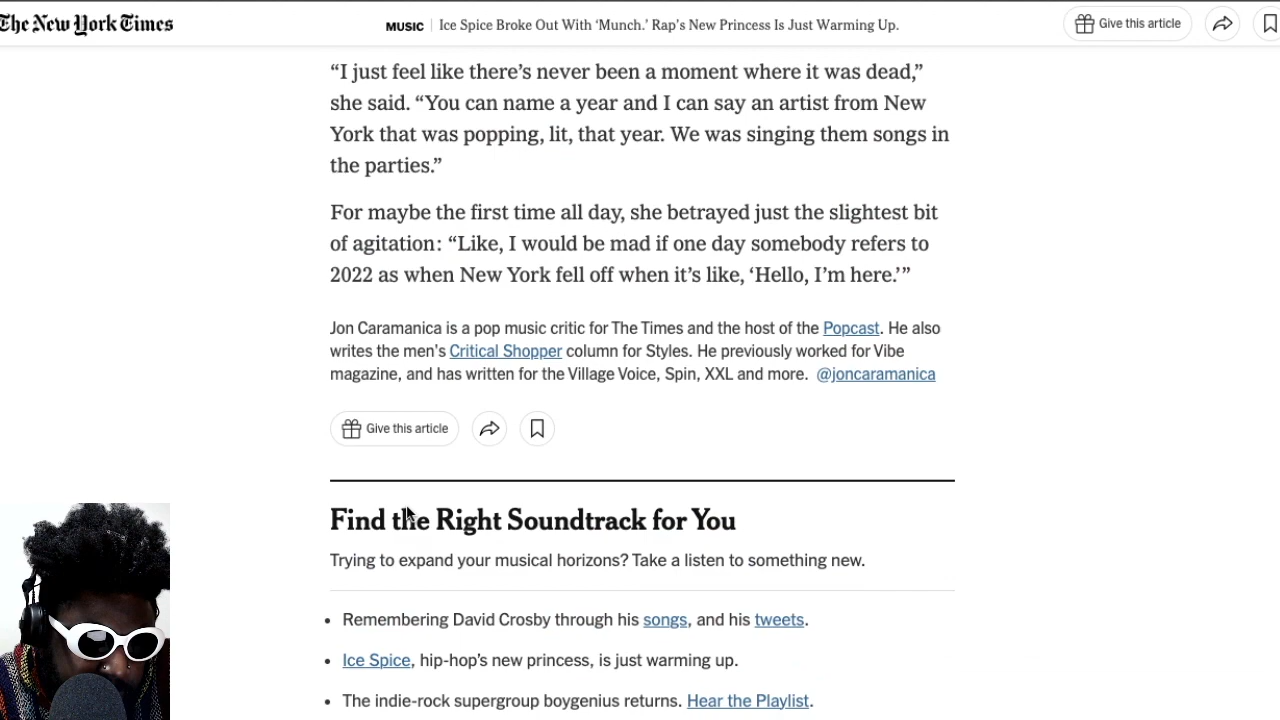 The New York Times
MUSIC Ice Spice Broke Out With ‘Munch.’ Rap’s New Princess Is Just Warming Up.
Give this article
“I just feel like there’s never been a moment where it was dead,”
she said. “You can name a year and I can say an artist from New
York that was popping, lit, that year. We was singing them songs in
the parties.”
For maybe the first time all day, she betrayed just the slightest bit
of agitation: “Like, I would be mad if one day somebody refers to
2022 as when New York fell off when it’s like, ‘Hello, I’m here.’”
Jon Caramanica is a pop music critic for The Times and the host of the Popcast. He also
writes the men's Critical Shopper column for Styles. He previously worked for Vibe
magazine, and has written for the Village Voice, Spin, XXL and more. @joncaramanica
Give this article
Find the Right Soundtrack for You
Trying to expand your musical horizons? Take a listen to something new.
• Remembering David Crosby through his songs, and his tweets.
• Ice Spice, hip-hop’s new princess, is just warming up.
• The indie-rock supergroup boygenius returns. Hear the Playlist.